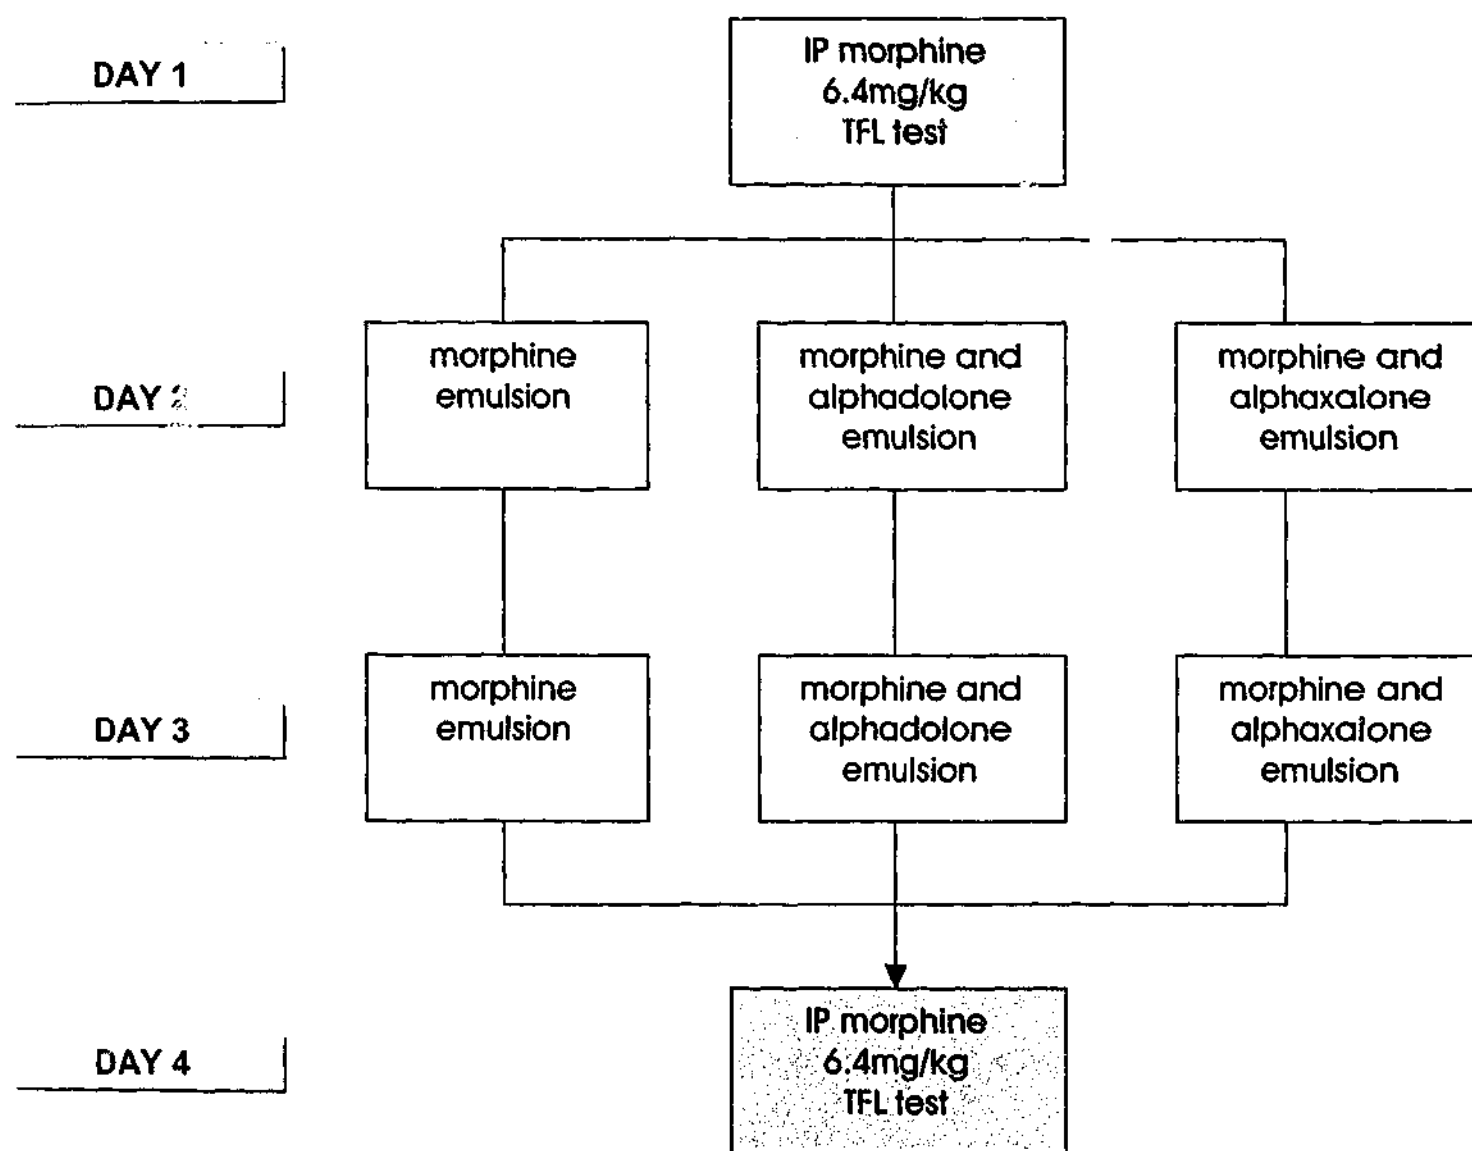 DAY 1
IP morphine
6.4mg/kg
TFL test
DAY 2
morphine
emulsion
morphine and
alphadolone
emulsion
morphine and
alphaxalone
emulsion
DAY 3
morphine
emulsion
morphine and
alphadolone
emulsion
morphine and
alphaxalone
emulsion
DAY 4
IP morphine
6.4mg/kg
TFL test